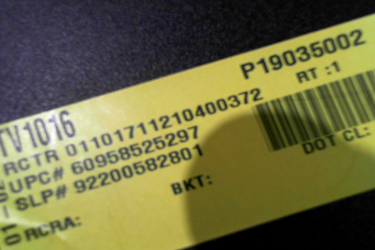 P19035002
TV1016
RT :1
RCTR 01101711210400372
UPC# 60958525297
SLP# 92200582801
BKT:
DOT CL:
RCRA: